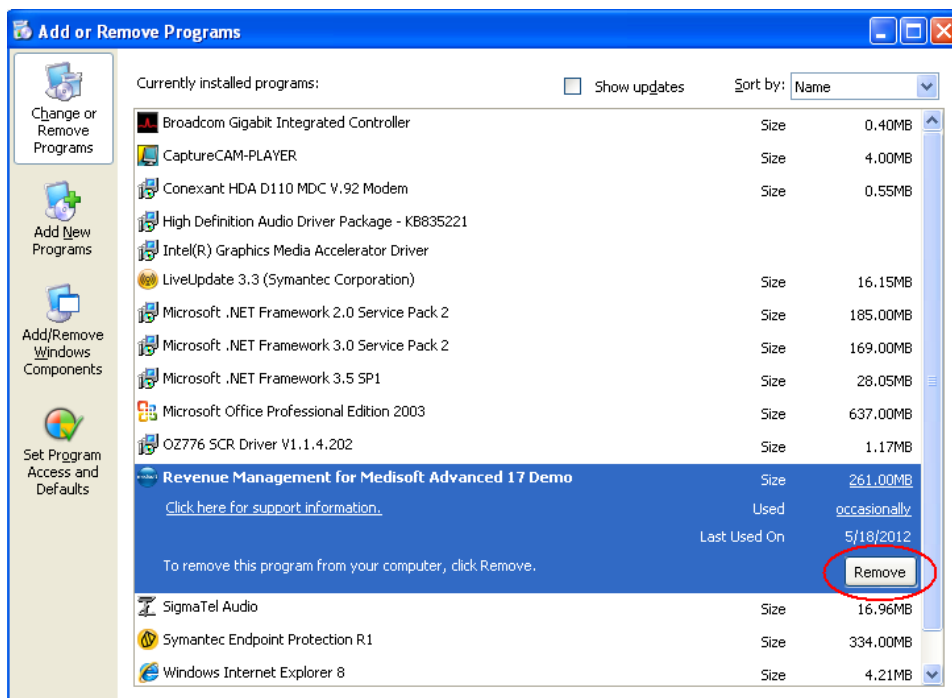 Add or Remove Programs
Change or
Remove
Programs
Add New
Programs
Add/Remove
Windows
Components
Set Program
Access and
Defaults
Currently installed programs:
Show updates
Sort by: Name
Broadcom Gigabit Integrated Controller Size 0.40MB
CaptureCAM-PLAYER Size 4.00MB
Conexant HDA D110 MDC V.92 Modem Size 0.55MB
High Definition Audio Driver Package - KB835221
Intel(R) Graphics Media Accelerator Driver
LiveUpdate 3.3 (Symantec Corporation) Size 16.15MB
Microsoft .NET Framework 2.0 Service Pack 2 Size 185.00MB
Microsoft .NET Framework 3.0 Service Pack 2 Size 169.00MB
Microsoft .NET Framework 3.5 SP1 Size 28.05MB
Microsoft Office Professional Edition 2003 Size 637.00MB
OZ776 SCR Driver V1.1.4.202 Size 1.17MB
Revenue Management for Medisoft Advanced 17 Demo Size 261.00MB
Click here for support information. Used occasionally
Last Used On 5/18/2012
To remove this program from your computer, click Remove. Remove
SigmaTel Audio Size 16.96MB
Symantec Endpoint Protection R1 Size 334.00MB
Windows Internet Explorer 8 Size 4.21MB